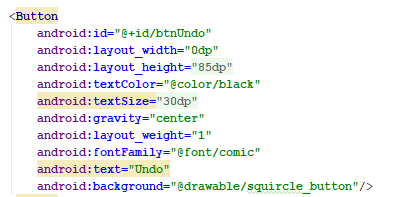 <Button
android:id="@+id/btnUndo"
android:layout_width="0dp"
android:layout_height="85dp"
android:textColor="@color/black"
android:textSize="30dp"
android:gravity="center"
android:layout_weight="1"
android:fontFamily="@font/comic"
android:text="Undo"
android:background="@drawable/squircle_button"/>